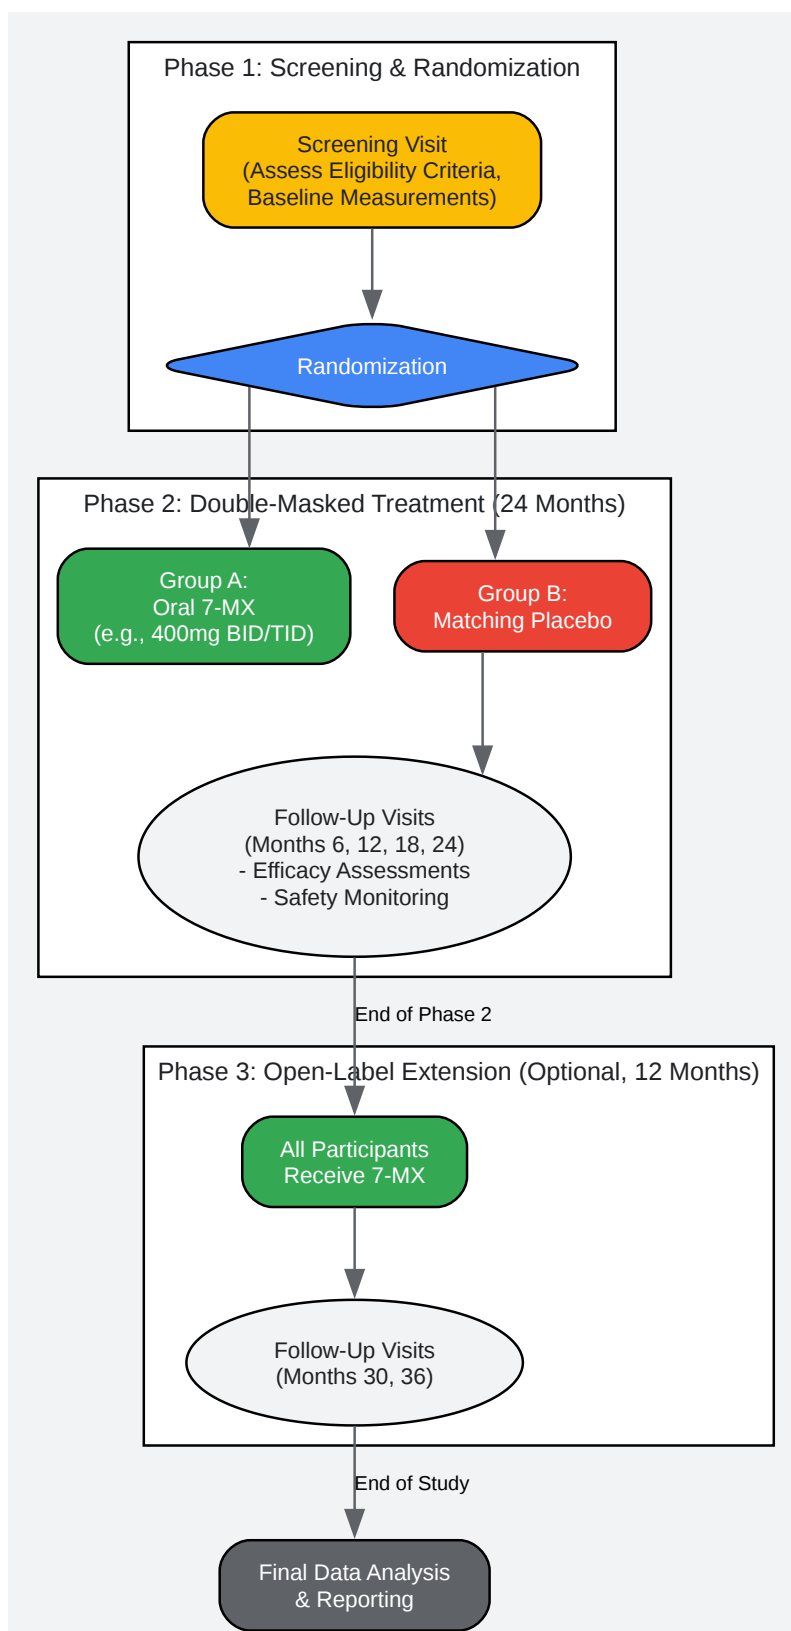 Phase 1: Screening & Randomization
Screening Visit
(Assess Eligibility Criteria,
Baseline Measurements)
Randomization
Phase 2: Double-Masked Treatment (24 Months)
Group A:
Oral 7-MX
(e.g., 400mg BID/TID)
Group B:
Matching Placebo
Follow-Up Visits
(Months 6, 12, 18, 24)
- Efficacy Assessments
- Safety Monitoring
End of Phase 2
Phase 3: Open-Label Extension (Optional, 12 Months)
All Participants
Receive 7-MX
Follow-Up Visits
(Months 30, 36)
End of Study
Final Data Analysis
& Reporting